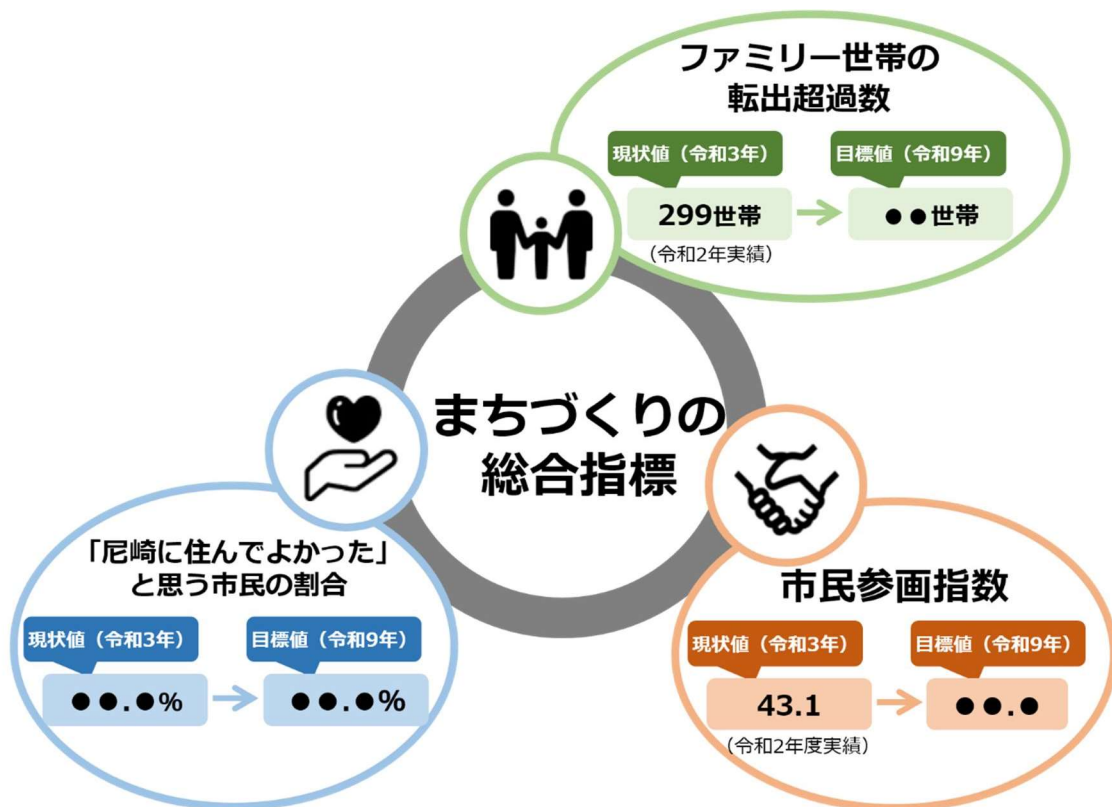 ファミリー世帯の
転出超過数
現状値（令和3年） 目標値（令和9年）
299世帯 ●●世帯
（令和2年実績）
まちづくりの
総合指標
「尼崎に住んでよかった」
と思う市民の割合
現状値（令和3年） 目標値（令和9年）
●●.●% ●●.●%
市民参画指数
現状値（令和3年） 目標値（令和9年）
43.1 ●●.●
（令和2年度実績）